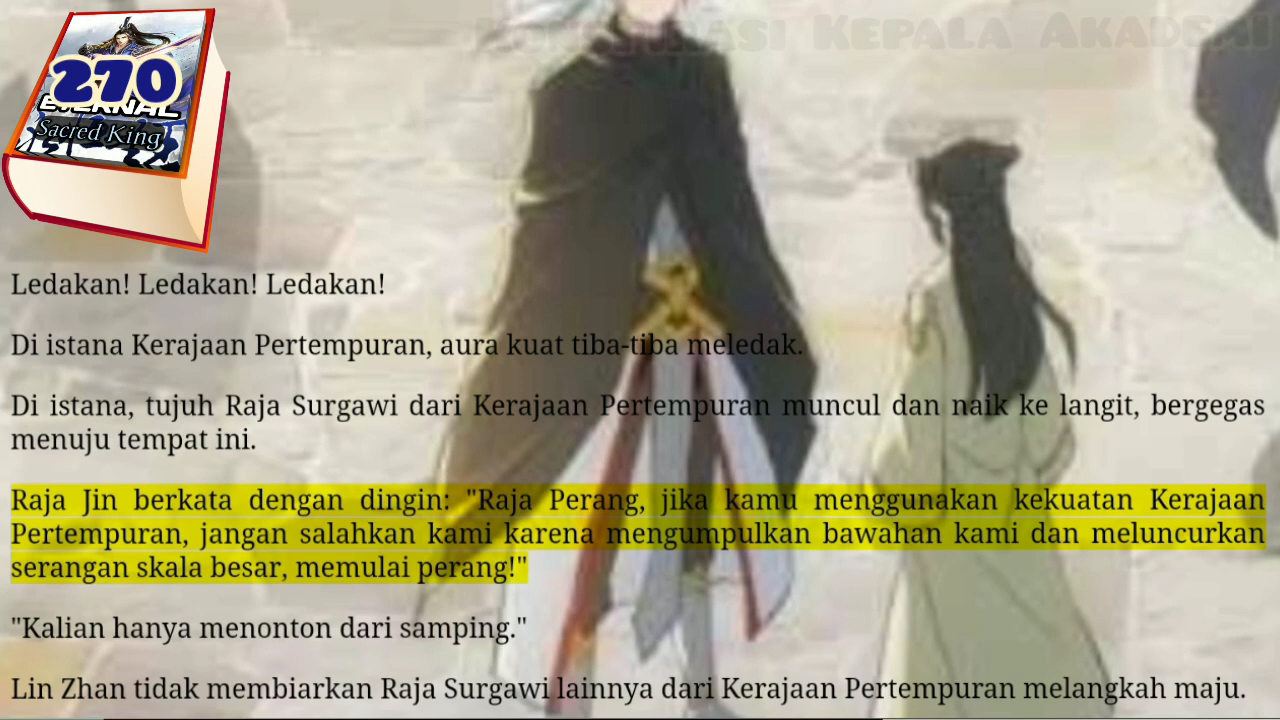 Kepala Akademi
270
ETERNAL
Sacred King
Ledakan! Ledakan! Ledakan!
Di istana Kerajaan Pertempuran, aura kuat tiba-tiba meledak.
Di istana, tujuh Raja Surgawi dari Kerajaan Pertempuran muncul dan naik ke langit, bergegas
menuju tempat ini.
Raja Jin berkata dengan dingin: "Raja Perang, jika kamu menggunakan kekuatan Kerajaan
Pertempuran, jangan salahkan kami karena mengumpulkan bawahan kami dan meluncurkan
serangan skala besar, memulai perang!"
"Kalian hanya menonton dari samping."
Lin Zhan tidak membiarkan Raja Surgawi lainnya dari Kerajaan Pertempuran melangkah maju.